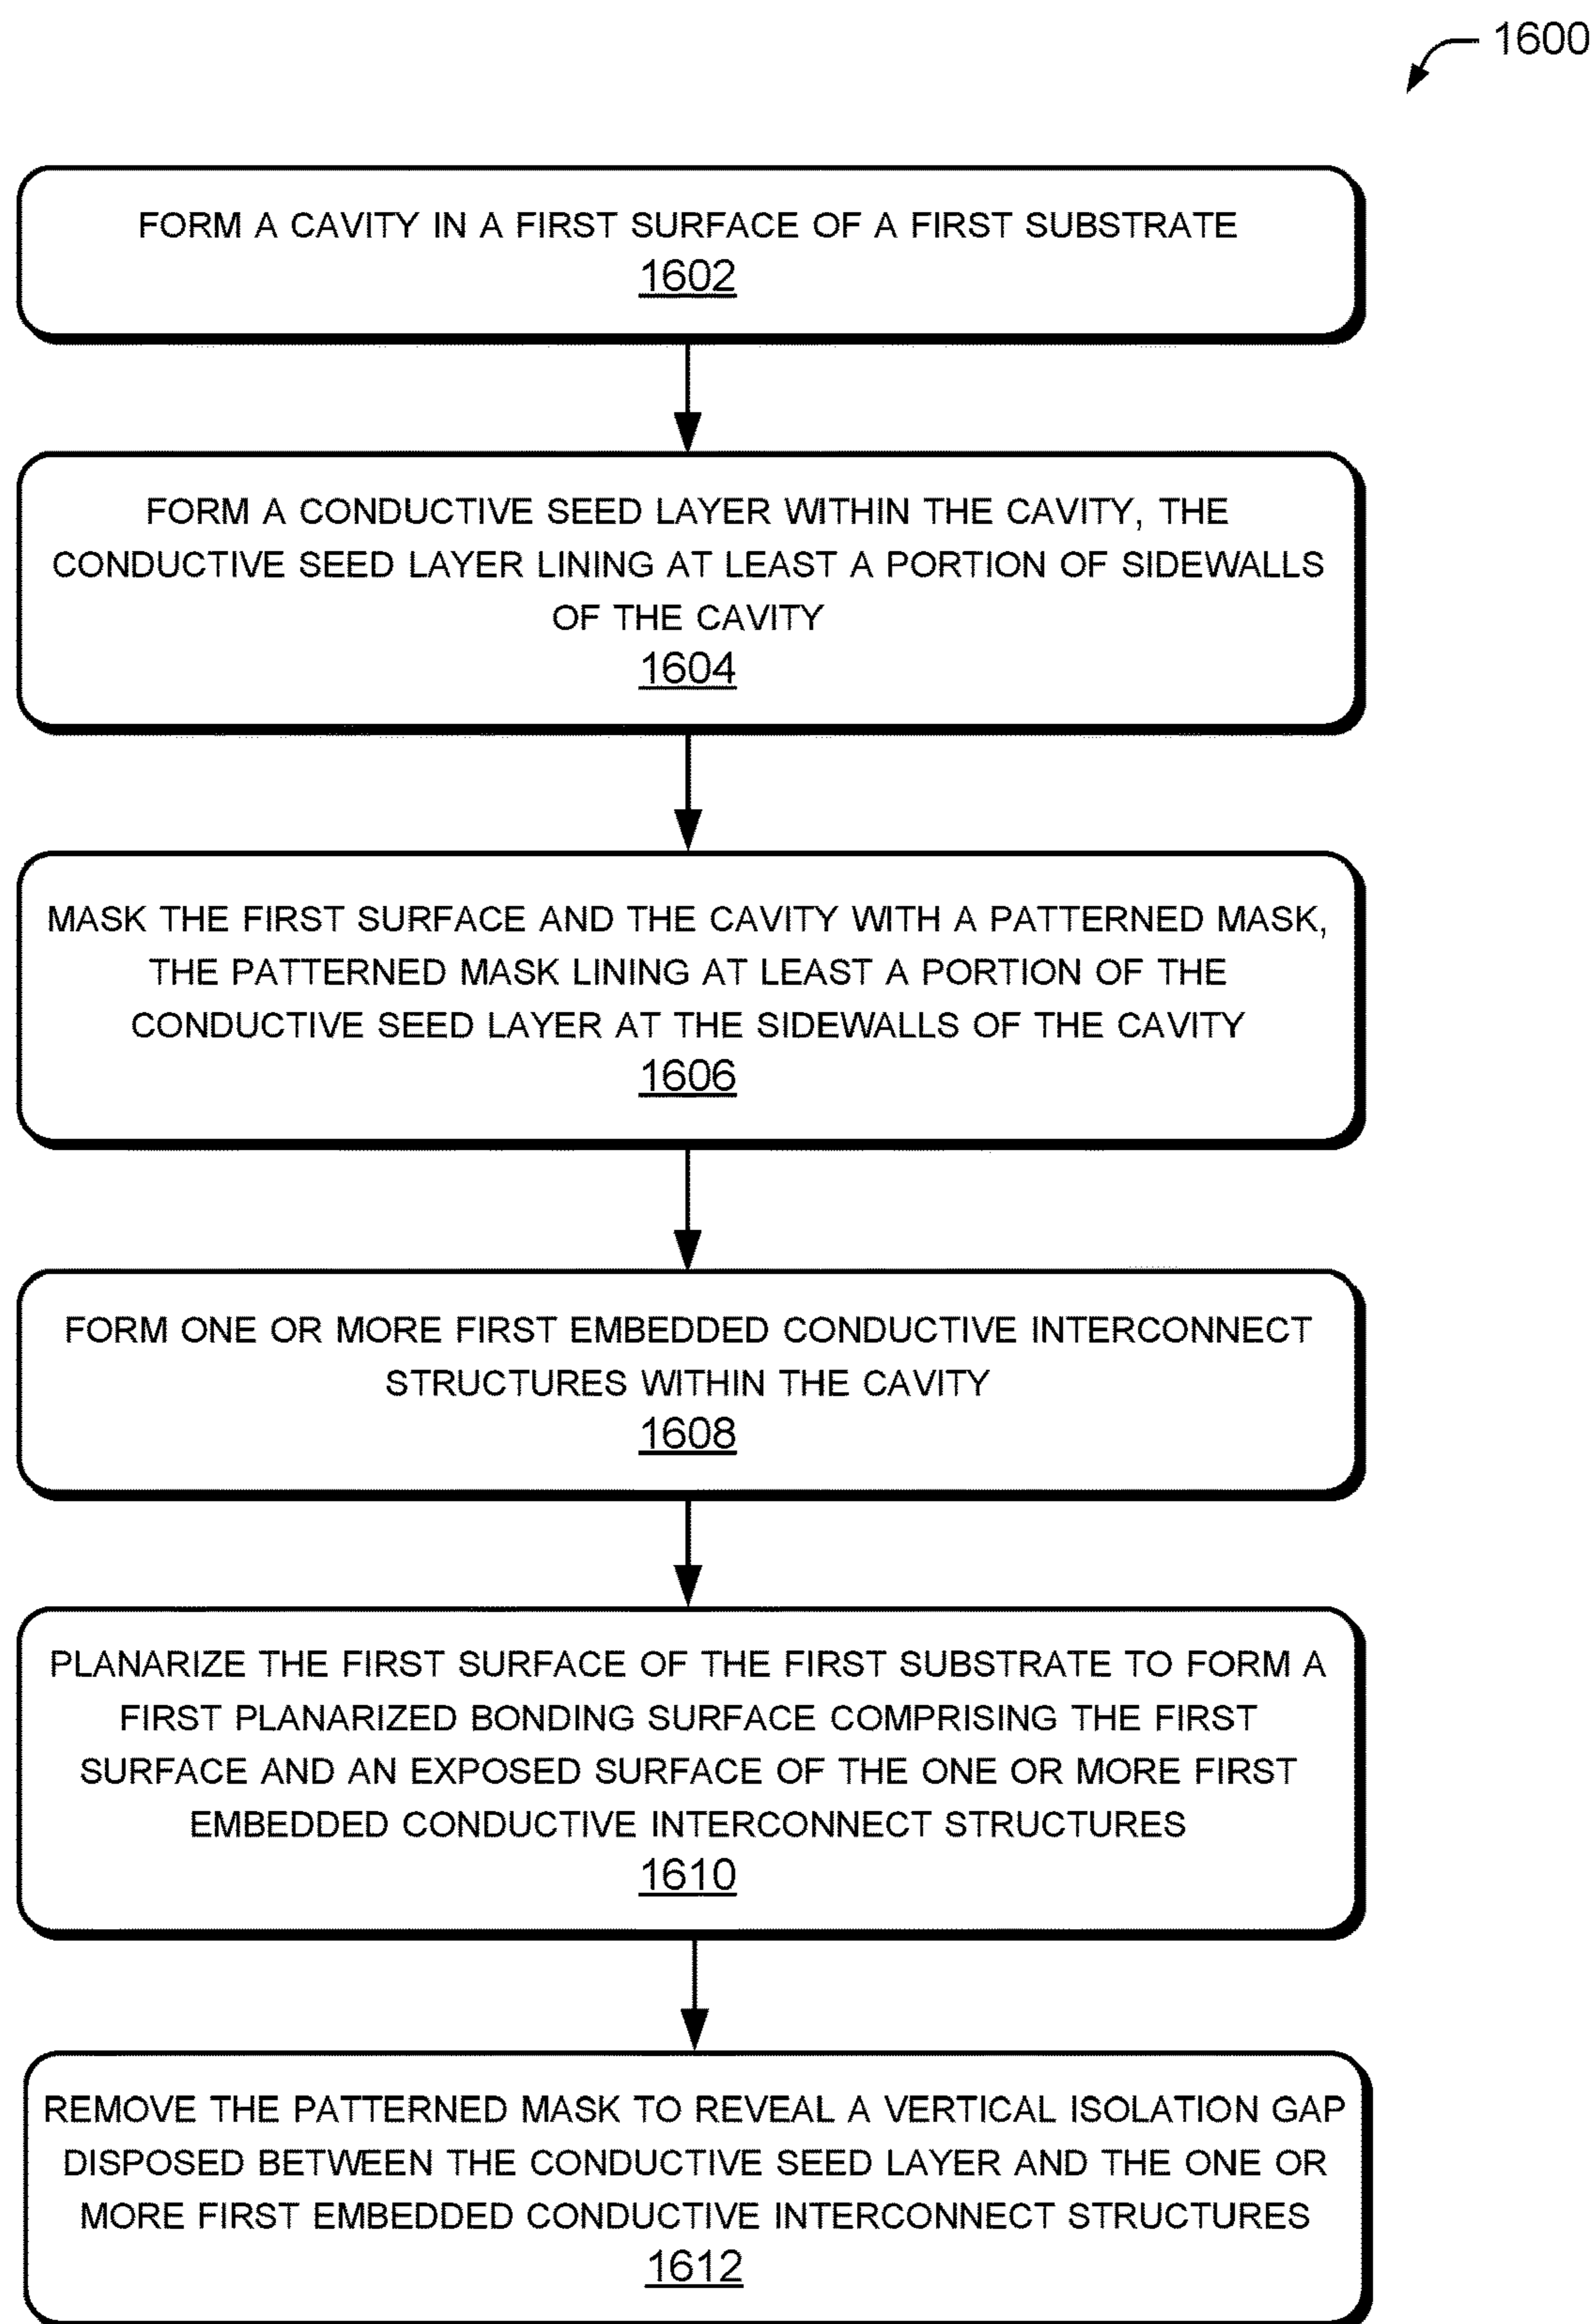 1600
FORM A CAVITY IN A FIRST SURFACE OF A FIRST SUBSTRATE
1602
FORM A CONDUCTIVE SEED LAYER WITHIN THE CAVITY, THE
CONDUCTIVE SEED LAYER LINING AT LEAST A PORTION OF SIDEWALLS
OF THE CAVITY
1604
MASK THE FIRST SURFACE AND THE CAVITY WITH A PATTERNED MASK,
THE PATTERNED MASK LINING AT LEAST A PORTION OF THE
CONDUCTIVE SEED LAYER AT THE SIDEWALLS OF THE CAVITY
1606
FORM ONE OR MORE FIRST EMBEDDED CONDUCTIVE INTERCONNECT
STRUCTURES WITHIN THE CAVITY
1608
PLANARIZE THE FIRST SURFACE OF THE FIRST SUBSTRATE TO FORM A
FIRST PLANARIZED BONDING SURFACE COMPRISING THE FIRST
SURFACE AND AN EXPOSED SURFACE OF THE ONE OR MORE FIRST
EMBEDDED CONDUCTIVE INTERCONNECT STRUCTURES
1610
REMOVE THE PATTERNED MASK TO REVEAL A VERTICAL ISOLATION GAP
DISPOSED BETWEEN THE CONDUCTIVE SEED LAYER AND THE ONE OR
MORE FIRST EMBEDDED CONDUCTIVE INTERCONNECT STRUCTURES
1612